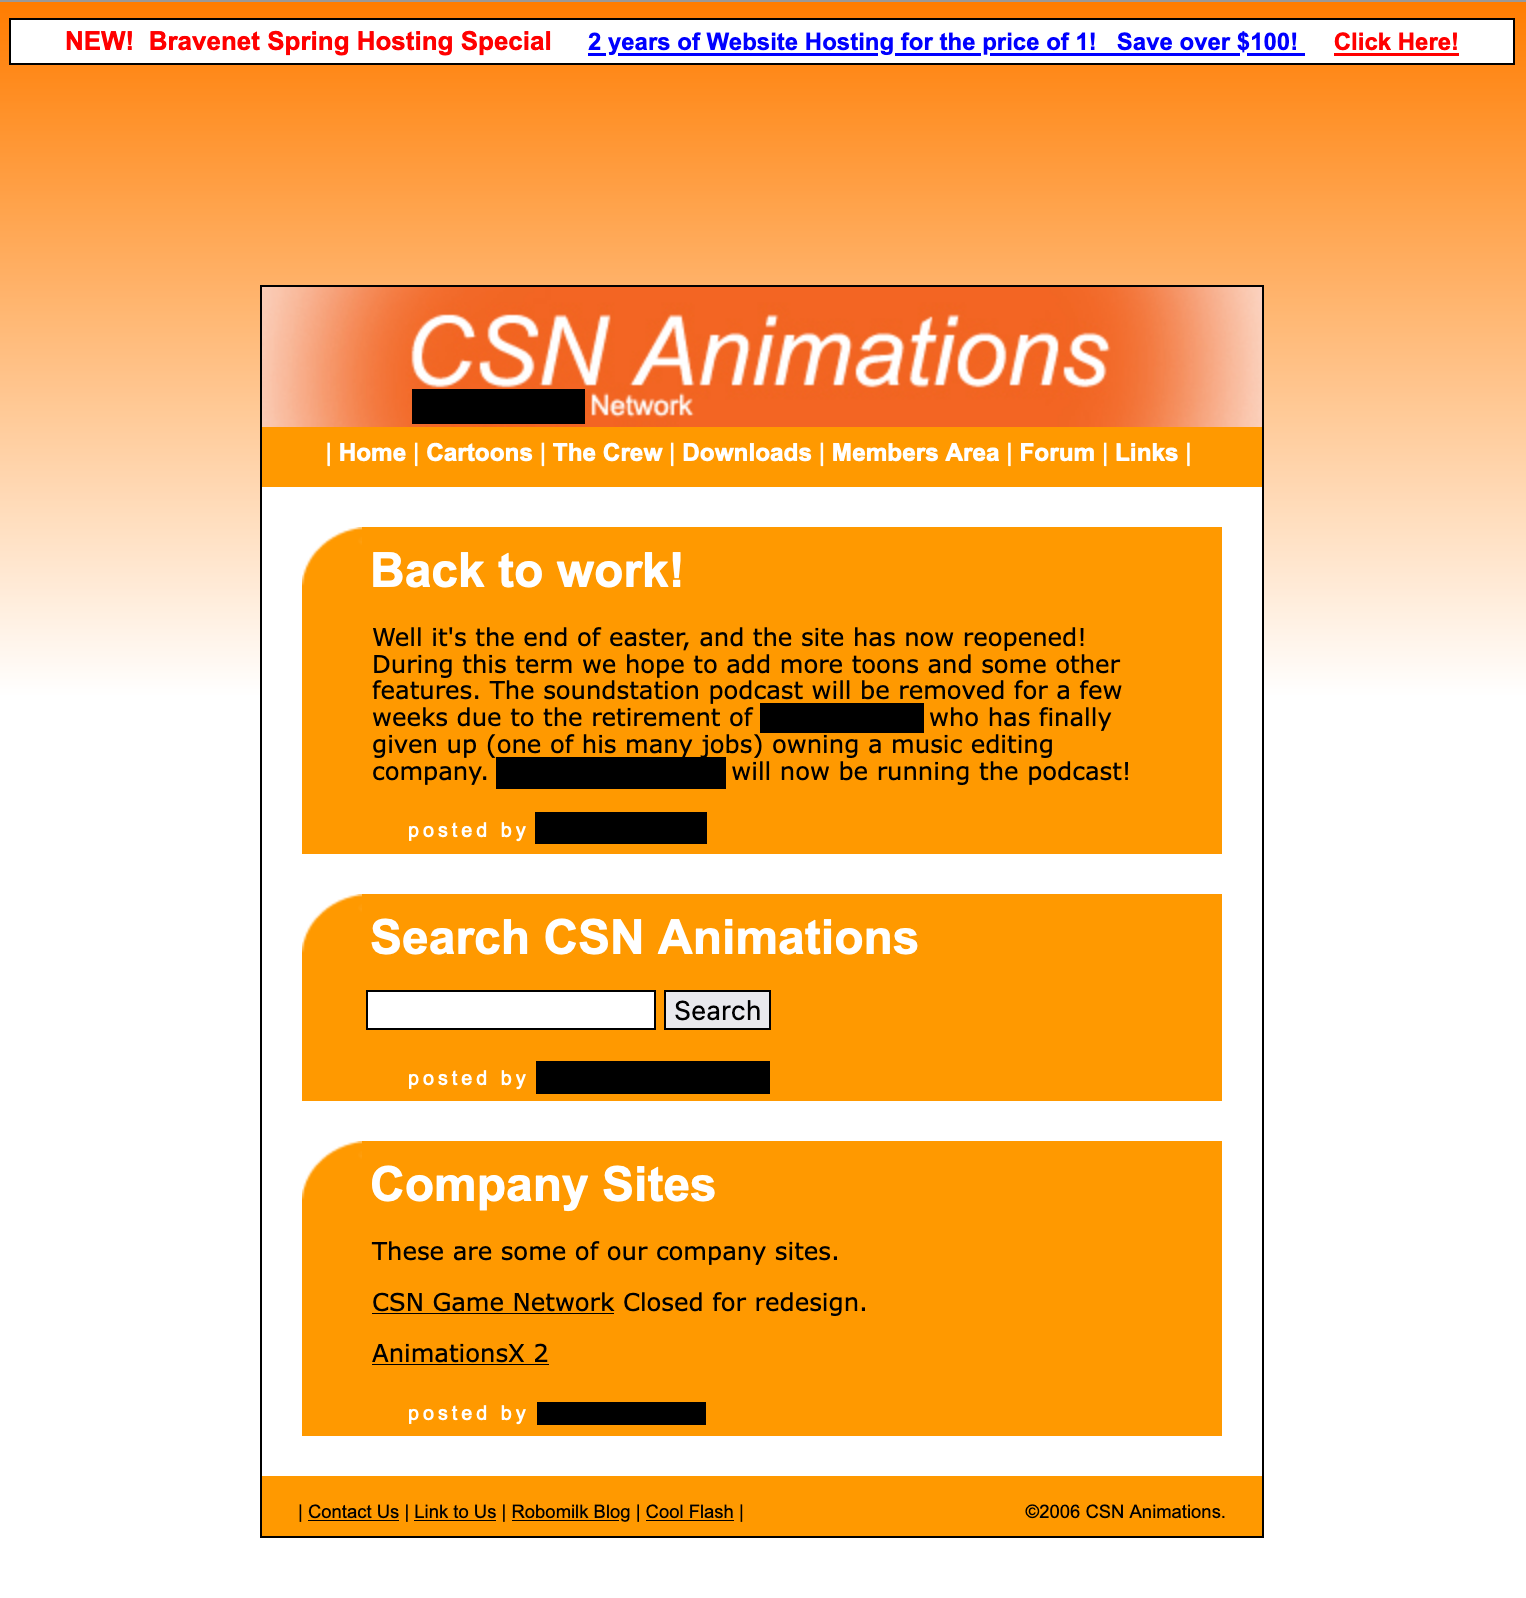 NEW!  Bravenet Spring Hosting Special 2 years of Website Hosting for the price of 1!   Save over $100! Click Here!
CSN Animations
Network
| Home | Cartoons | The Crew | Downloads | Members Area | Forum | Links |
Back to work!
Well it's the end of easter, and the site has now reopened!
During this term we hope to add more toons and some other
features. The soundstation podcast will be removed for a few
weeks due to the retirement of who has finally
given up (one of his many jobs) owning a music editing
company. will now be running the podcast!
posted by
Search CSN Animations
Search
posted by
Company Sites
These are some of our company sites.
CSN Game Network Closed for redesign.
AnimationsX 2
posted by
| Contact Us | Link to Us | Robomilk Blog | Cool Flash | ©2006 CSN Animations.